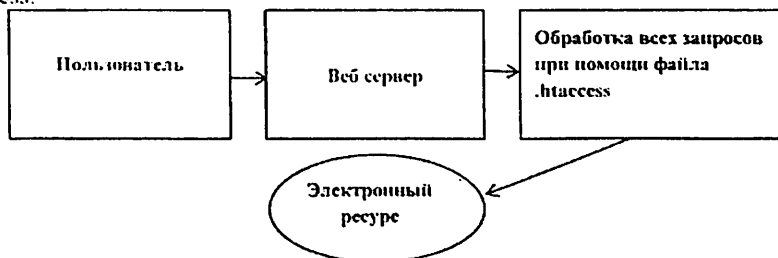 Пользователь
Веб сервер
Обработка всех запросов
при помощи файла
.htaccess
Электронный
ресурс